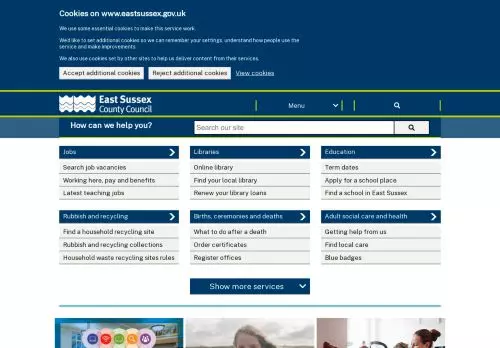 Cookies on www.eastsussex.gov.uk
We use some essential cookies to make this service work.
We'd like to set additional cookies so we can remember your settings, understand how people use the
service and make improvements.
We also use cookies set by other sites to help us deliver content from their services.
Accept additional cookies Reject additional cookies View cookies
East Sussex
County Council
Menu
How can we help you?
Search our site
Jobs Libraries Education
Search job vacancies Online library Term dates
Working here, pay and benefits Find your local library Apply for a school place
Latest teaching jobs Renew your library loans Find a school in East Sussex
Rubbish and recycling Births, ceremonies and deaths Adult social care and health
Find a household recycling site What to do after a death Getting help from us
Rubbish and recycling collections Order certificates Find local care
Household waste recycling sites rules Register offices Blue badges
Show more services